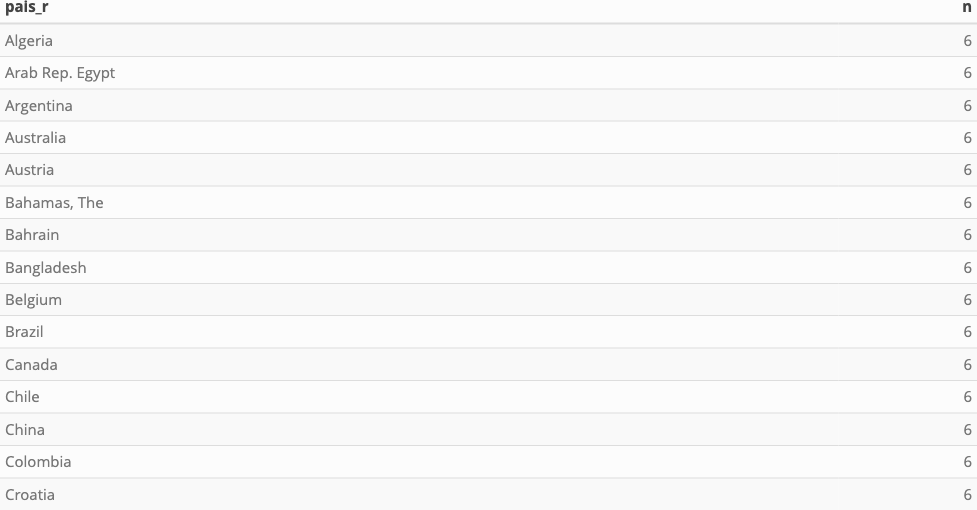 pais_r n
Algeria 6
Arab Rep. Egypt 6
Argentina 6
Australia 6
Austria 6
Bahamas, The 6
Bahrain 6
Bangladesh 6
Belgium 6
Brazil 6
Canada 6
Chile 6
China 6
Colombia 6
Croatia 6